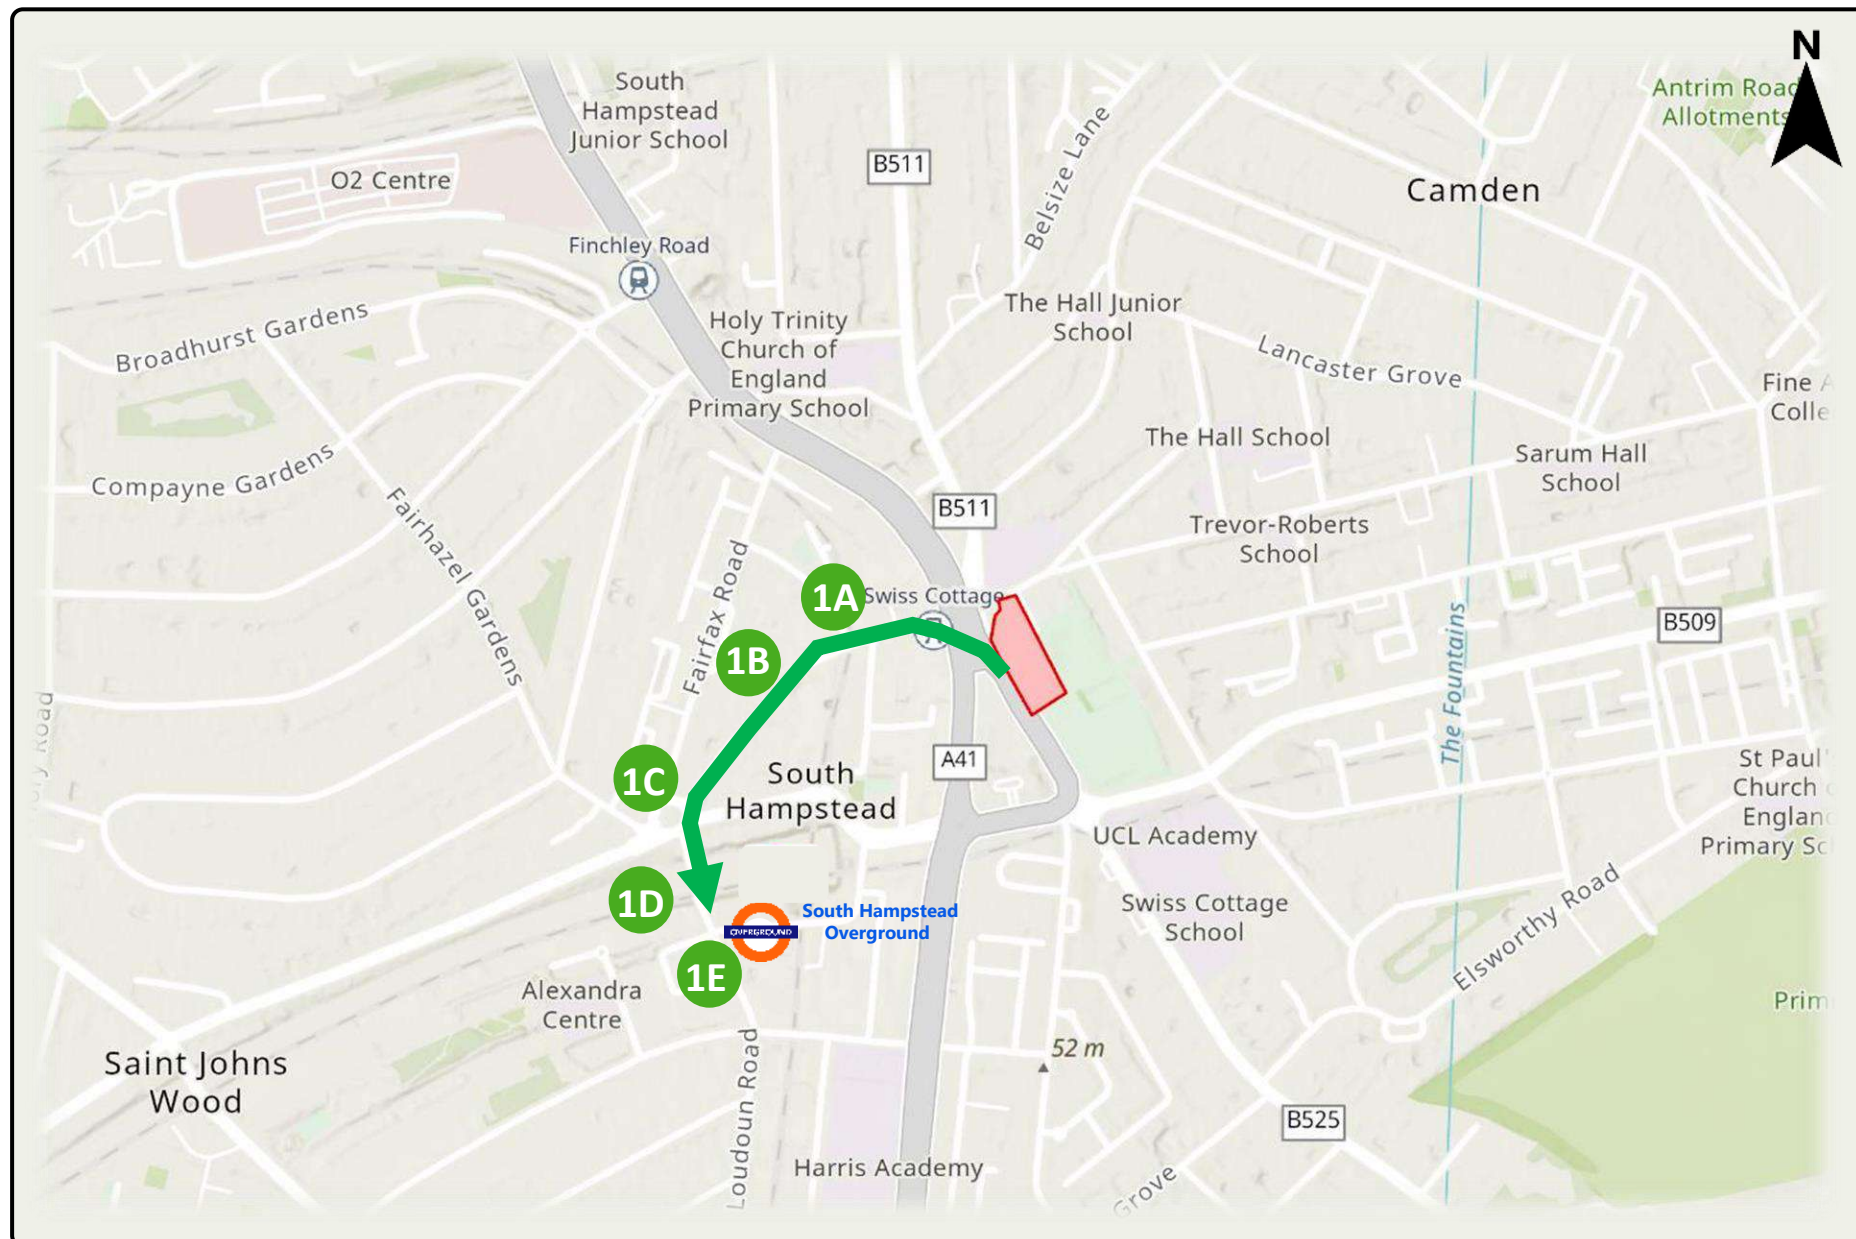 N
South
Hampstead
Junior School
Antrim Road
Allotments
B511
O2 Centre
Belsize Lane
Camden
Finchley Road
Broadhurst Gardens
Holy Trinity
Church of
England
Primary School
The Hall Junior
School
Lancaster Grove
Fine A
Colle
Compayne Gardens
The Hall School
Sarum Hall
School
Fairhazel Gardens
B511
Trevor-Roberts
School
Fairfax Road
1A
Swiss Cottage
The Fountains
B509
1B
A41
1C
South
Hampstead
St Paul'
Church
England
Primary Sc
UCL Academy
1D
South Hampstead
Overground
OVERGROUND
Swiss Cottage
School
Elsworthy Road
1E
Alexandra
Centre
Prim
Saint Johns
Wood
Loudoun Road
52 m
B525
Harris Academy
Grove